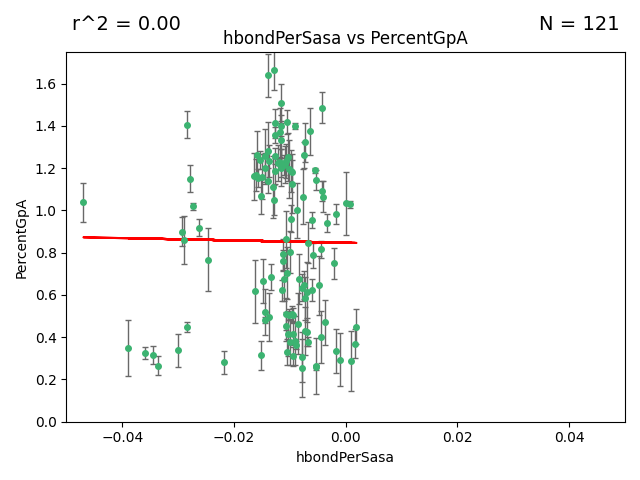 r^2 = 0.00
N = 121
hbondPerSasa vs PercentGpA
PercentGpA
1.6
1.4
1.2
1.0
0.8
0.6
0.4
0.2
0.0
−0.04
−0.02
0.00
0.02
0.04
hbondPerSasa